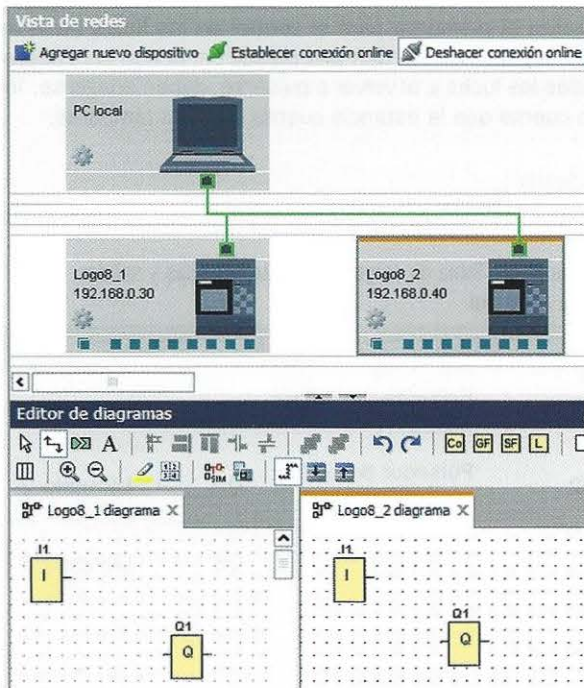 Vista de redes
Agregar nuevo dispositivo Establecer conexión online Deshacer conexión online
PC local
Logo8_1
192.168.0.30
Logo8_2
192.168.0.40
Editor de diagramas
A Co GF SF L
Logo8_1 diagrama X
Logo8_2 diagrama X
I1
I
Q1
Q
I1
I
Q1
Q